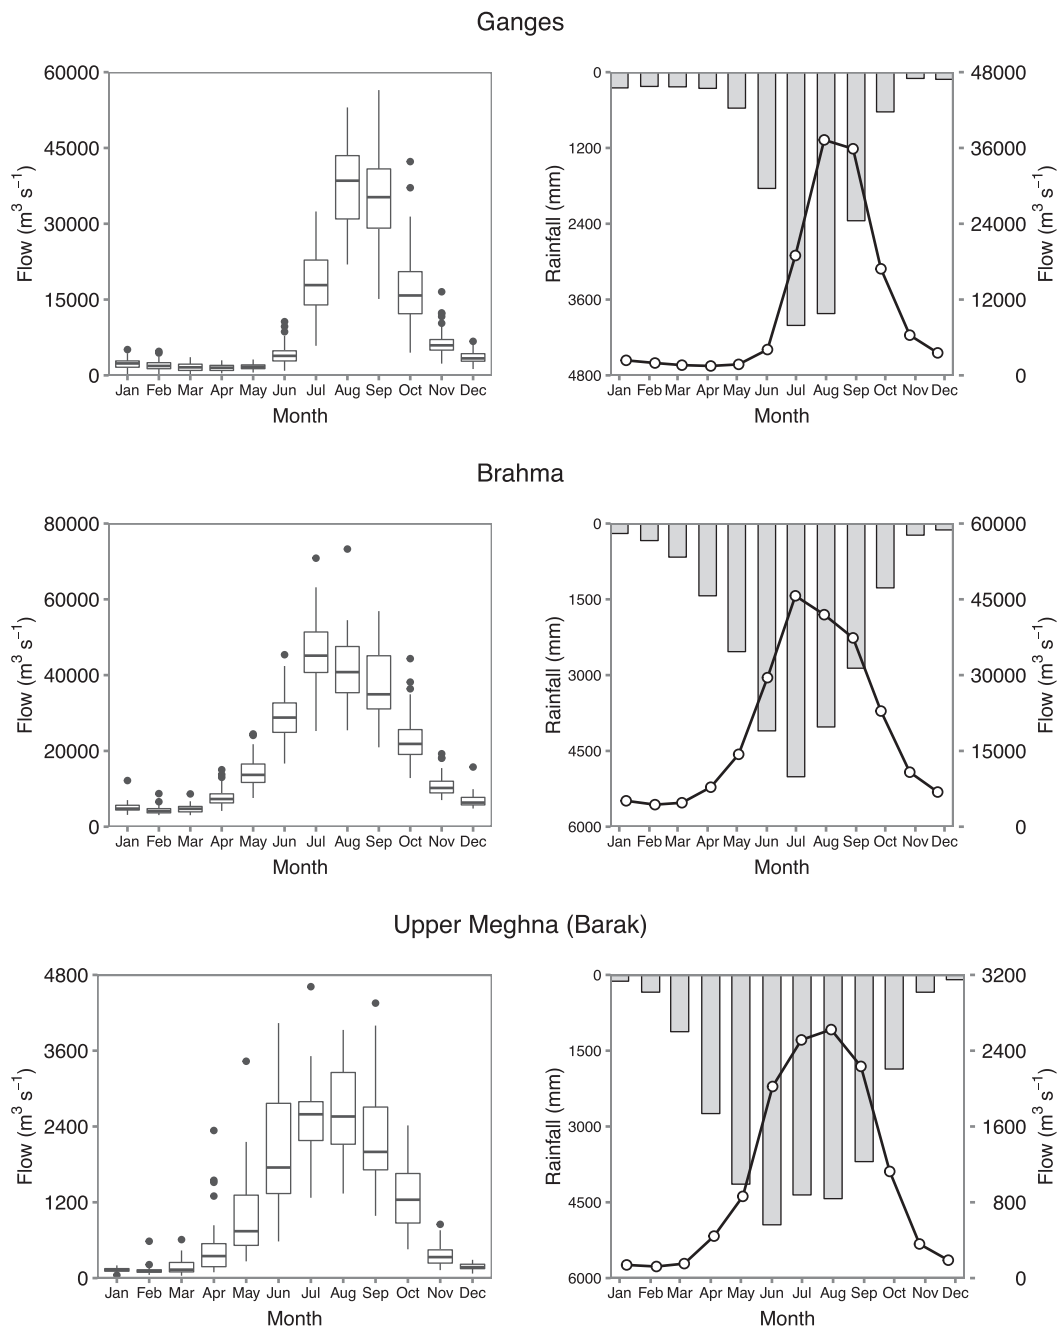 Ganges
60000
45000
30000
15000
0
Flow (m³ s⁻¹)
Jan Feb Mar Apr May Jun Jul Aug Sep Oct Nov Dec
Month
0
1200
2400
3600
4800
Rainfall (mm)
48000
36000
24000
12000
0
Flow (m³ s⁻¹)
Jan Feb Mar Apr May Jun Jul Aug Sep Oct Nov Dec
Month
Brahma
80000
60000
40000
20000
0
Flow (m³ s⁻¹)
Jan Feb Mar Apr May Jun Jul Aug Sep Oct Nov Dec
Month
0
1500
3000
4500
6000
Rainfall (mm)
60000
45000
30000
15000
0
Flow (m³ s⁻¹)
Jan Feb Mar Apr May Jun Jul Aug Sep Oct Nov Dec
Month
Upper Meghna (Barak)
4800
3600
2400
1200
0
Flow (m³ s⁻¹)
Jan Feb Mar Apr May Jun Jul Aug Sep Oct Nov Dec
Month
0
1500
3000
4500
6000
Rainfall (mm)
3200
2400
1600
800
0
Flow (m³ s⁻¹)
Jan Feb Mar Apr May Jun Jul Aug Sep Oct Nov Dec
Month